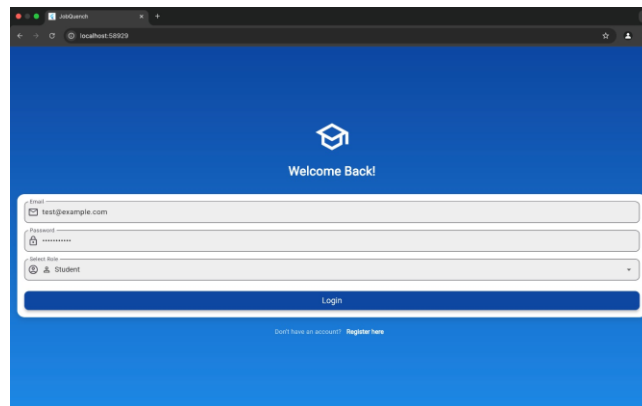 JobQuench
localhost:58929
Welcome Back!
Email
test@example.com
Password
•••••••••••
Select Role
Student
Login
Don't have an account? Register here